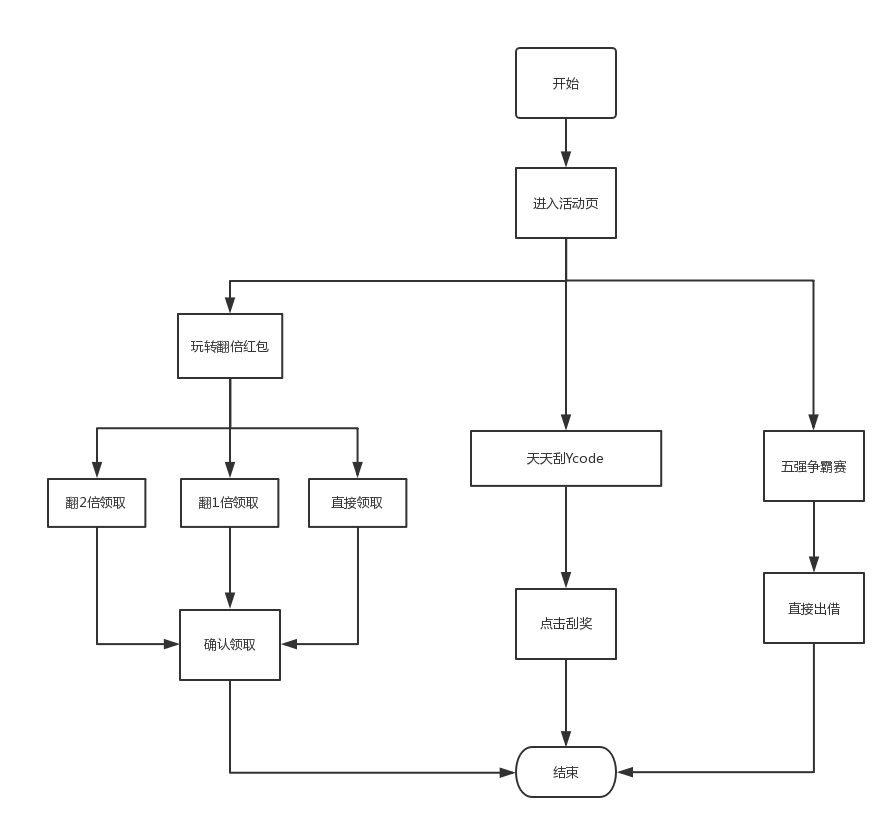 开始
进入活动页
玩转翻倍红包
天天刮Ycode
五强争霸赛
翻2倍领取
翻1倍领取
直接领取
点击刮奖
直接出借
确认领取
结束